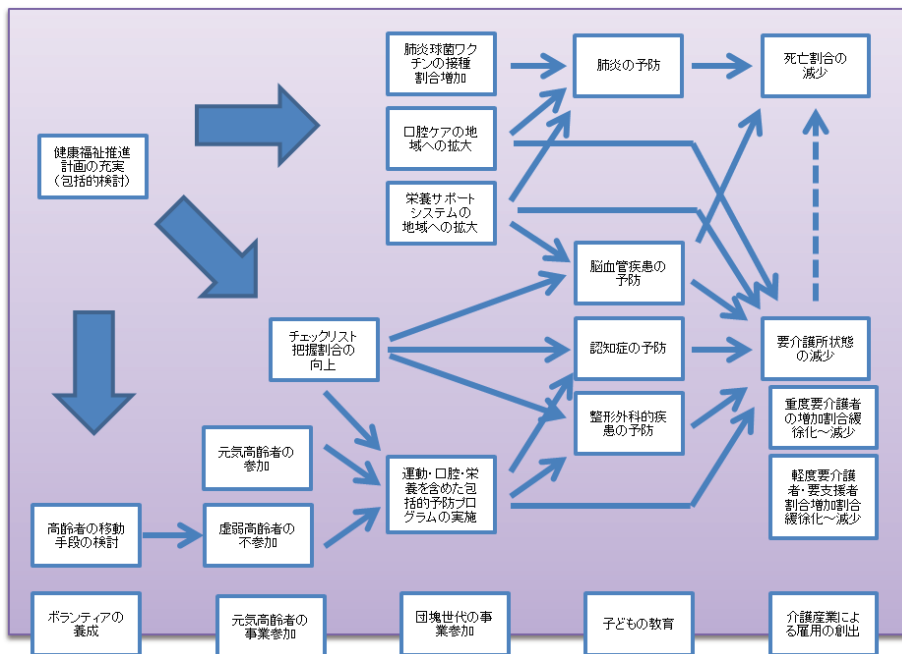 肺炎球菌ワク
チンの接種
割合増加
肺炎の予防
死亡割合の
減少
健康福祉推進
計画の充実
(包括的検討)
口腔ケアの地
域への拡大
栄養サポート
システムの
地域への拡大
脳血管疾患の
予防
チェックリスト
把握割合の
向上
認知症の予防
要介護所状態
の減少
整形外科的疾
患の予防
重度要介護者
の増加割合緩
徐化～減少
元気高齢者の
参加
運動・口腔・栄
養を含めた包
括的予防プロ
グラムの実施
軽度要介護
者・要支援者
割合増加割合
緩徐化～減少
高齢者の移動
手段の検討
虚弱高齢者の
不参加
ボランティアの
養成
元気高齢者の
事業参加
団塊世代の事
業参加
子どもの教育
介護産業によ
る雇用の創出